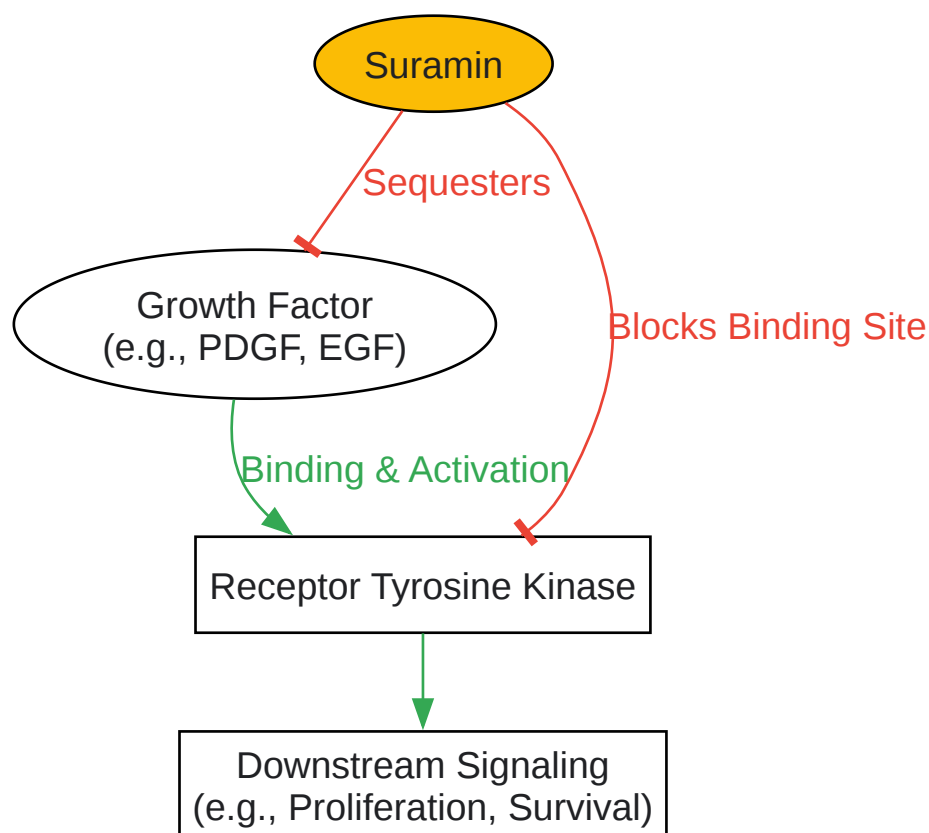 Suramin
Sequesters
Growth Factor
(e.g., PDGF, EGF)
Blocks Binding Site
Binding & Activation
Receptor Tyrosine Kinase
Downstream Signaling
(e.g., Proliferation, Survival)